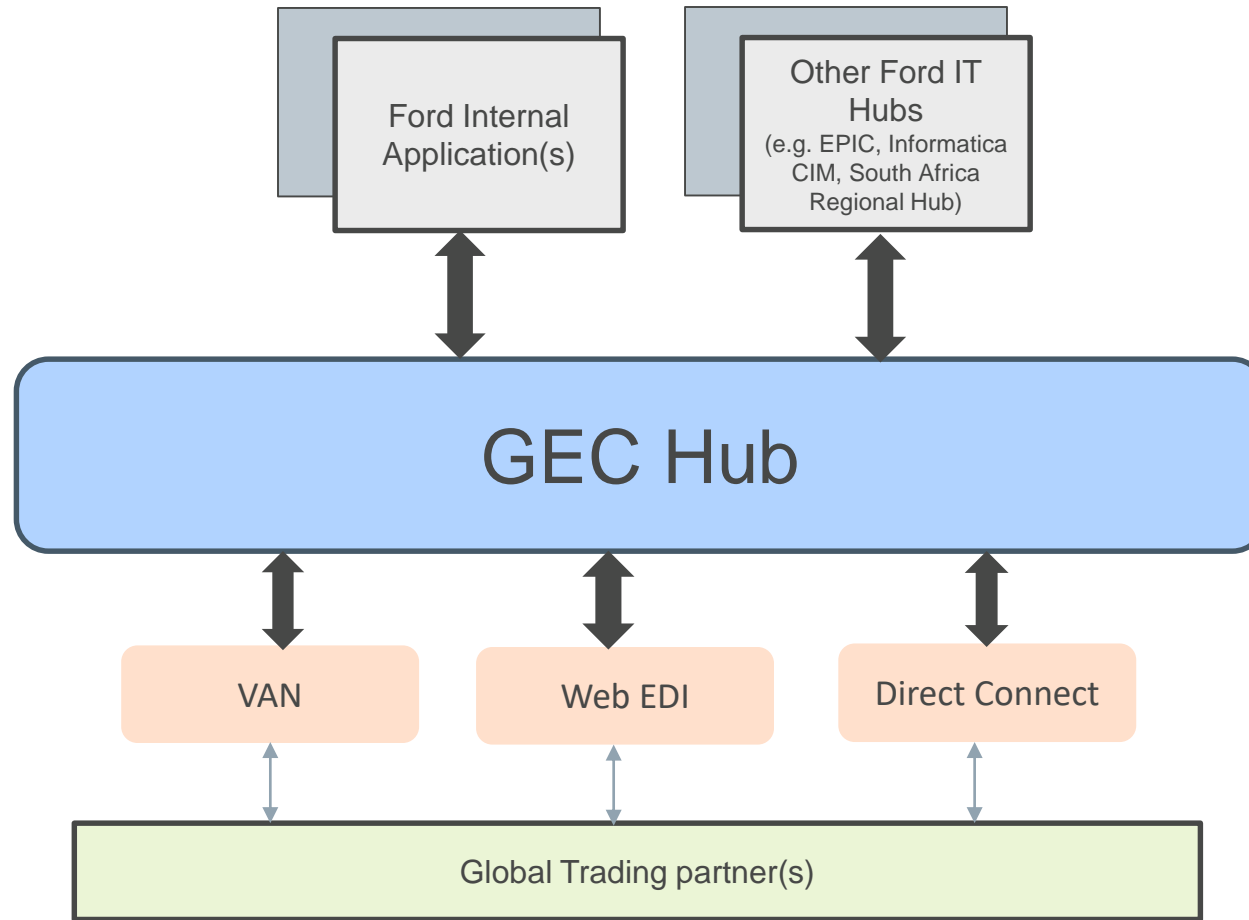 Ford Internal
Application(s)
Other Ford IT
Hubs
(e.g. EPIC, Informatica
CIM, South Africa
Regional Hub)
GEC Hub
VAN
Web EDI
Direct Connect
Global Trading partner(s)